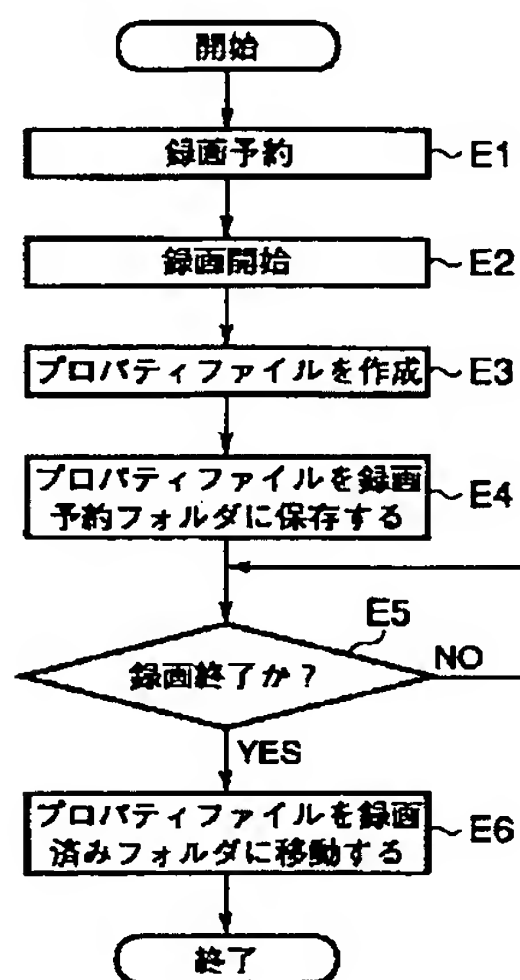 開始
録画予約
E1
録画開始
E2
プロパティファイルを作成
E3
プロパティファイルを録画
予約フォルダに保存する
E4
E5
録画終了か？
NO
YES
プロパティファイルを録画
済みフォルダに移動する
E6
終了